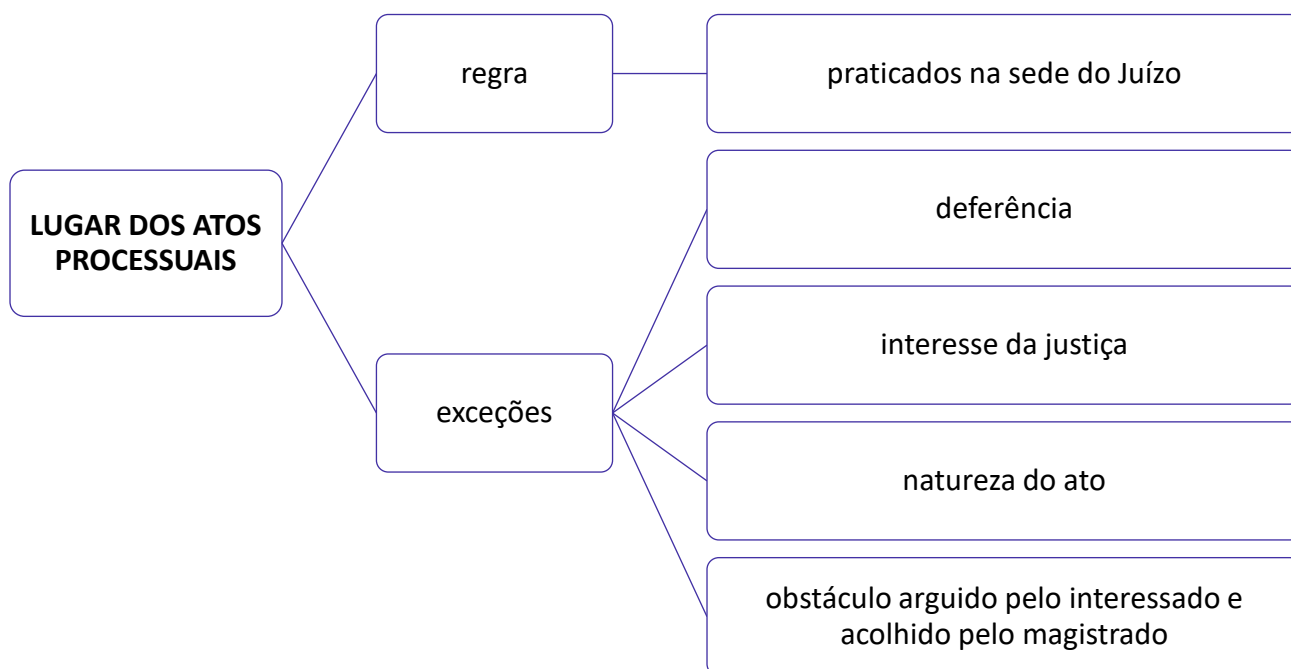 LUGAR DOS ATOS
PROCESSUAIS
regra
praticados na sede do Juízo
exceções
deferência
interesse da justiça
natureza do ato
obstáculo arguido pelo interessado e
acolhido pelo magistrado